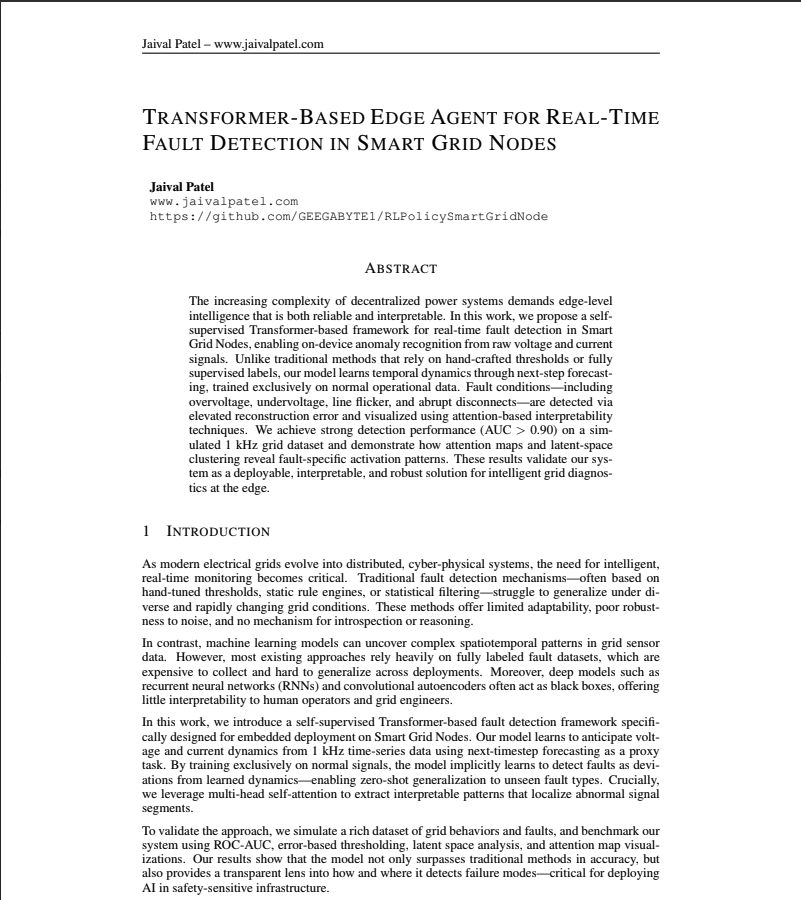 Jaival Patel – www.jaivalpatel.com
TRANSFORMER-BASED EDGE AGENT FOR REAL-TIME
FAULT DETECTION IN SMART GRID NODES
Jaival Patel
www.jaivalpatel.com
https://github.com/GEEGABYTE1/RLPolicySmartGridNode
ABSTRACT
The increasing complexity of decentralized power systems demands edge-level
intelligence that is both reliable and interpretable. In this work, we propose a self-
supervised Transformer-based framework for real-time fault detection in Smart
Grid Nodes, enabling on-device anomaly recognition from raw voltage and current
signals. Unlike traditional methods that rely on hand-crafted thresholds or fully
supervised labels, our model learns temporal dynamics through next-step forecast-
ing, trained exclusively on normal operational data. Fault conditions—including
overvoltage, undervoltage, line flicker, and abrupt disconnects—are detected via
elevated reconstruction error and visualized using attention-based interpretability
techniques. We achieve strong detection performance (AUC > 0.90) on a sim-
ulated 1 kHz grid dataset and demonstrate how attention maps and latent-space
clustering reveal fault-specific activation patterns. These results validate our sys-
tem as a deployable, interpretable, and robust solution for intelligent grid diagnos-
tics at the edge.
1 INTRODUCTION
As modern electrical grids evolve into distributed, cyber-physical systems, the need for intelligent,
real-time monitoring becomes critical. Traditional fault detection mechanisms—often based on
hand-tuned thresholds, static rule engines, or statistical filtering—struggle to generalize under di-
verse and rapidly changing grid conditions. These methods offer limited adaptability, poor robust-
ness to noise, and no mechanism for introspection or reasoning.
In contrast, machine learning models can uncover complex spatiotemporal patterns in grid sensor
data. However, most existing approaches rely heavily on fully labeled fault datasets, which are
expensive to collect and hard to generalize across deployments. Moreover, deep models such as
recurrent neural networks (RNNs) and convolutional autoencoders often act as black boxes, offering
little interpretability to human operators and grid engineers.
In this work, we introduce a self-supervised Transformer-based fault detection framework specifi-
cally designed for embedded deployment on Smart Grid Nodes. Our model learns to anticipate volt-
age and current dynamics from 1 kHz time-series data using next-timestep forecasting as a proxy
task. By training exclusively on normal signals, the model implicitly learns to detect faults as devi-
ations from learned dynamics—enabling zero-shot generalization to unseen fault types. Crucially,
we leverage multi-head self-attention to extract interpretable patterns that localize abnormal signal
segments.
To validate the approach, we simulate a rich dataset of grid behaviors and faults, and benchmark our
system using ROC-AUC, error-based thresholding, latent space analysis, and attention map visual-
izations. Our results show that the model not only surpasses traditional methods in accuracy, but
also provides a transparent lens into how and where it detects failure modes—critical for deploying
AI in safety-sensitive infrastructure.